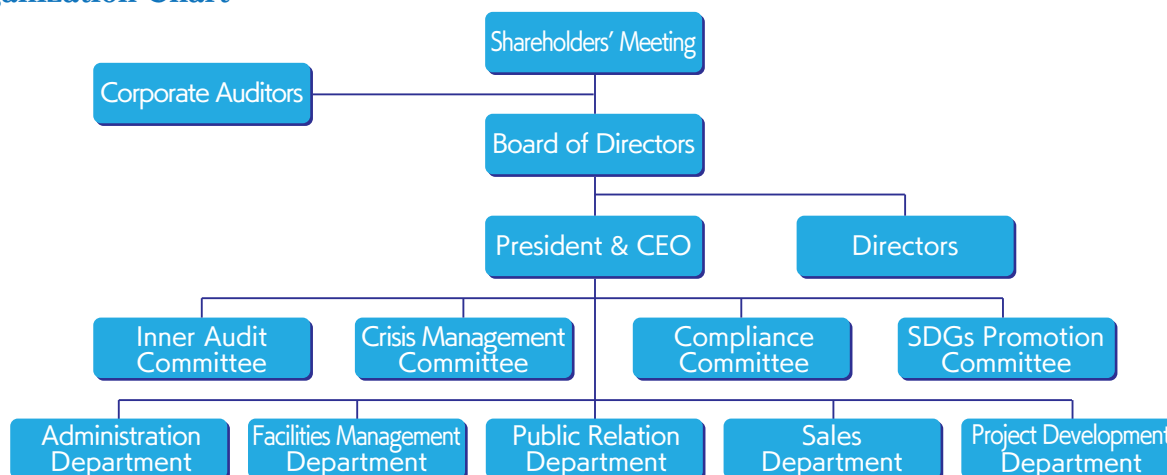 Shareholders' Meeting
Corporate Auditors
Board of Directors
President & CEO
Directors
Inner Audit
Committee
Crisis Management
Committee
Compliance
Committee
SDGs Promotion
Committee
Administration
Department
Facilities Management
Department
Public Relation
Department
Sales
Department
Project Development
Department